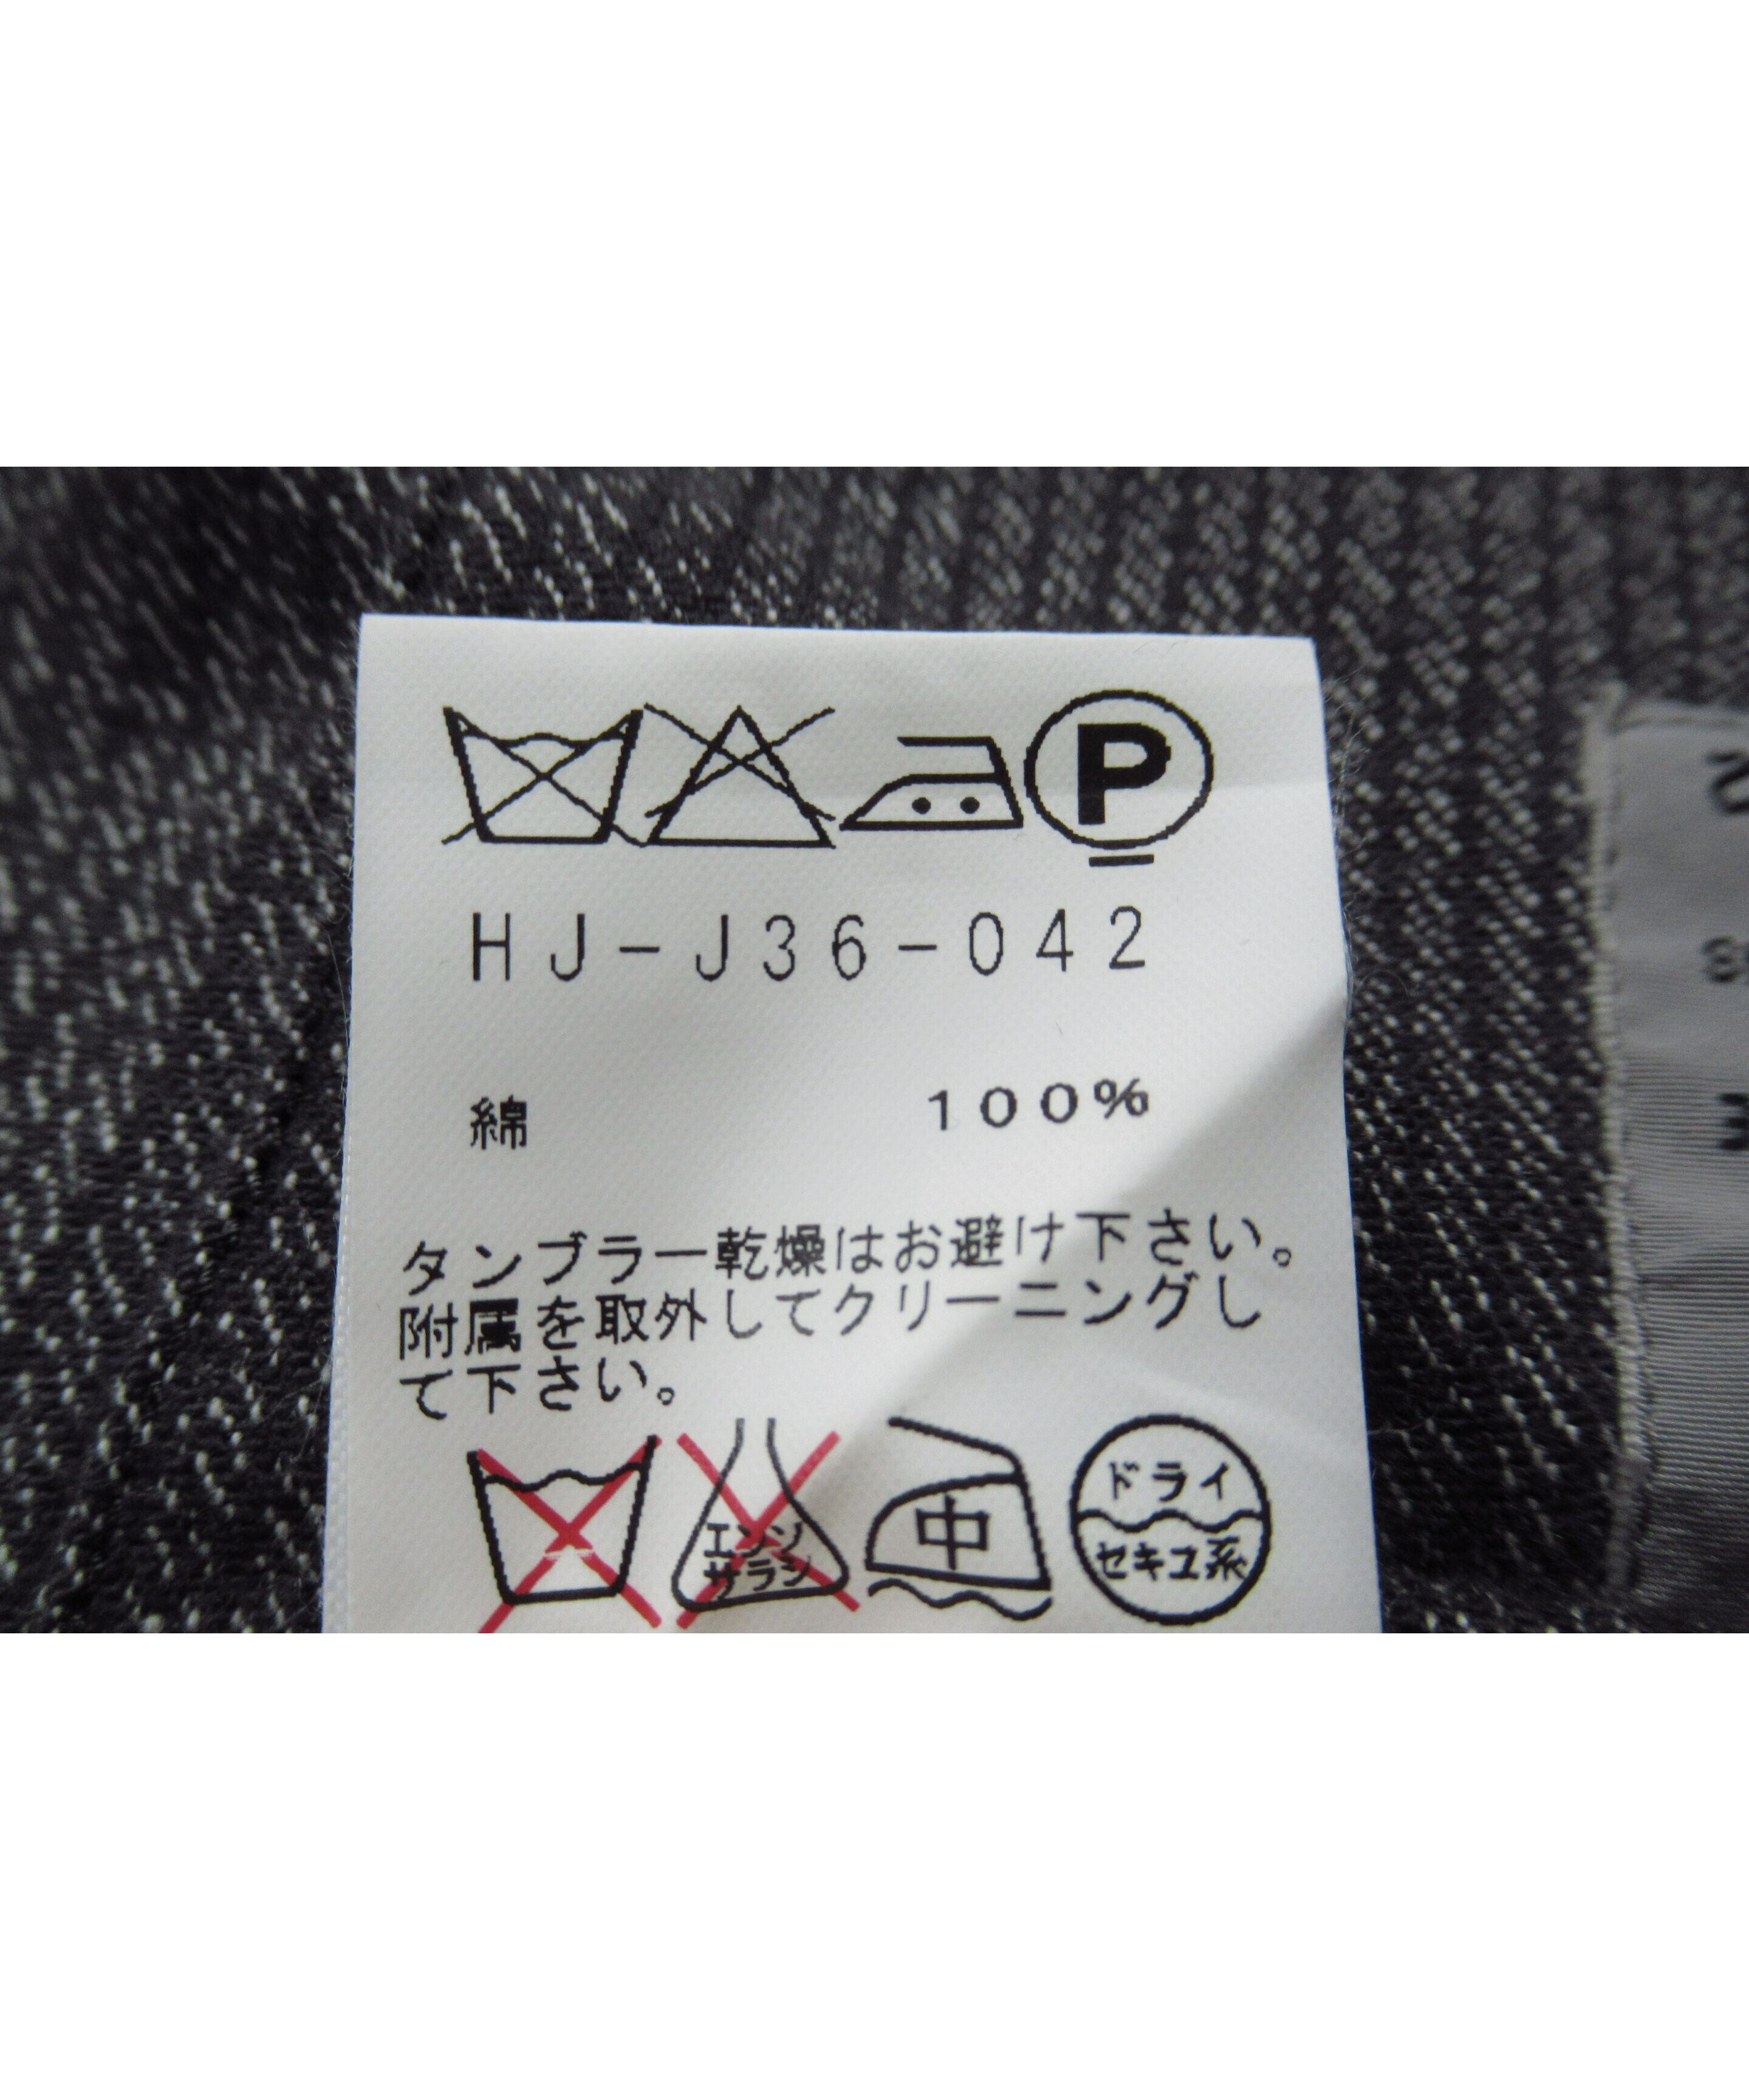 P
HJ-J36-042
綿 100%
タンブラー乾燥はお避け下さい。
附属を取外してクリーニングし
て下さい。
エンソ
サラシ
中
ドライ
セキユ系